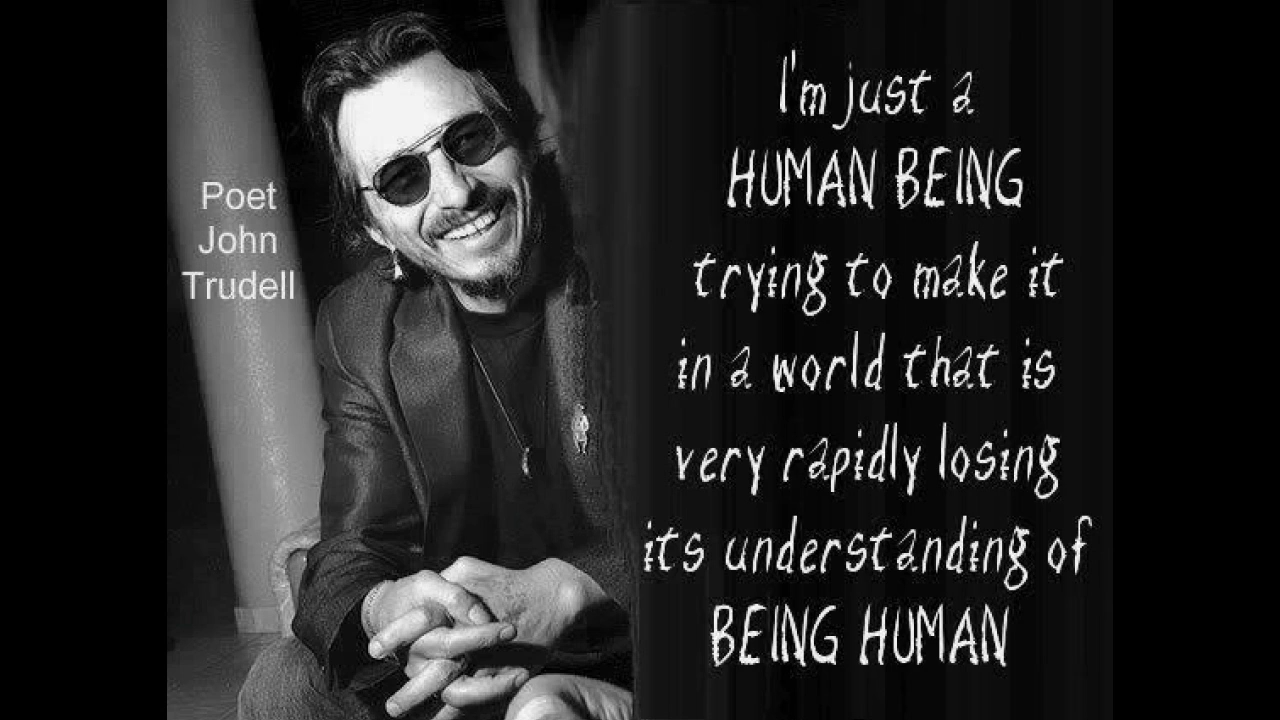 Poet
John
Trudell
I'm just a
HUMAN BEING
trying to make it
in a world that is
very rapidly losing
its understanding of
BEING HUMAN